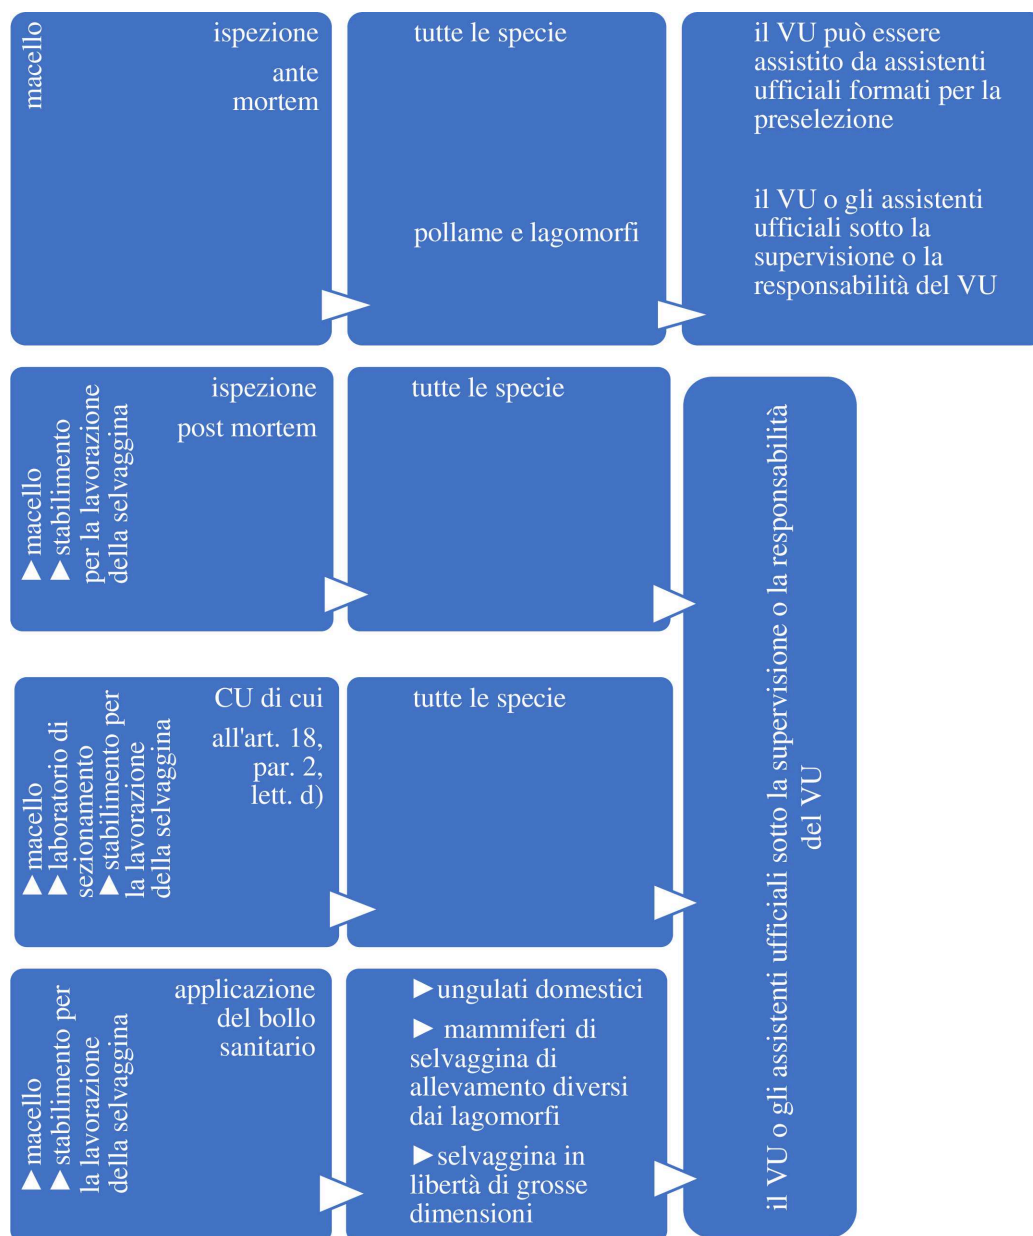 macello
ispezione
ante
mortem
tutte le specie
pollame e lagomorfi
il VU può essere
assistito da assistenti
ufficiali formati per la
preselezione
il VU o gli assistenti
ufficiali sotto la
supervisione o la
responsabilità del VU
►macello
►stabilimento
per la lavorazione
della selvaggina
ispezione
post mortem
tutte le specie
►macello
►laboratorio di
sezionamento
►stabilimento per
la lavorazione
della selvaggina
CU di cui
all'art. 18,
par. 2,
lett. d)
tutte le specie
►macello
►stabilimento per
la lavorazione
della selvaggina
applicazione
del bollo
sanitario
►ungulati domestici
► mammiferi di
selvaggina di
allevamento diversi
dai lagomorfi
►selvaggina in
libertà di grosse
dimensioni
il VU o gli assistenti ufficiali sotto la supervisione o la responsabilità
del VU